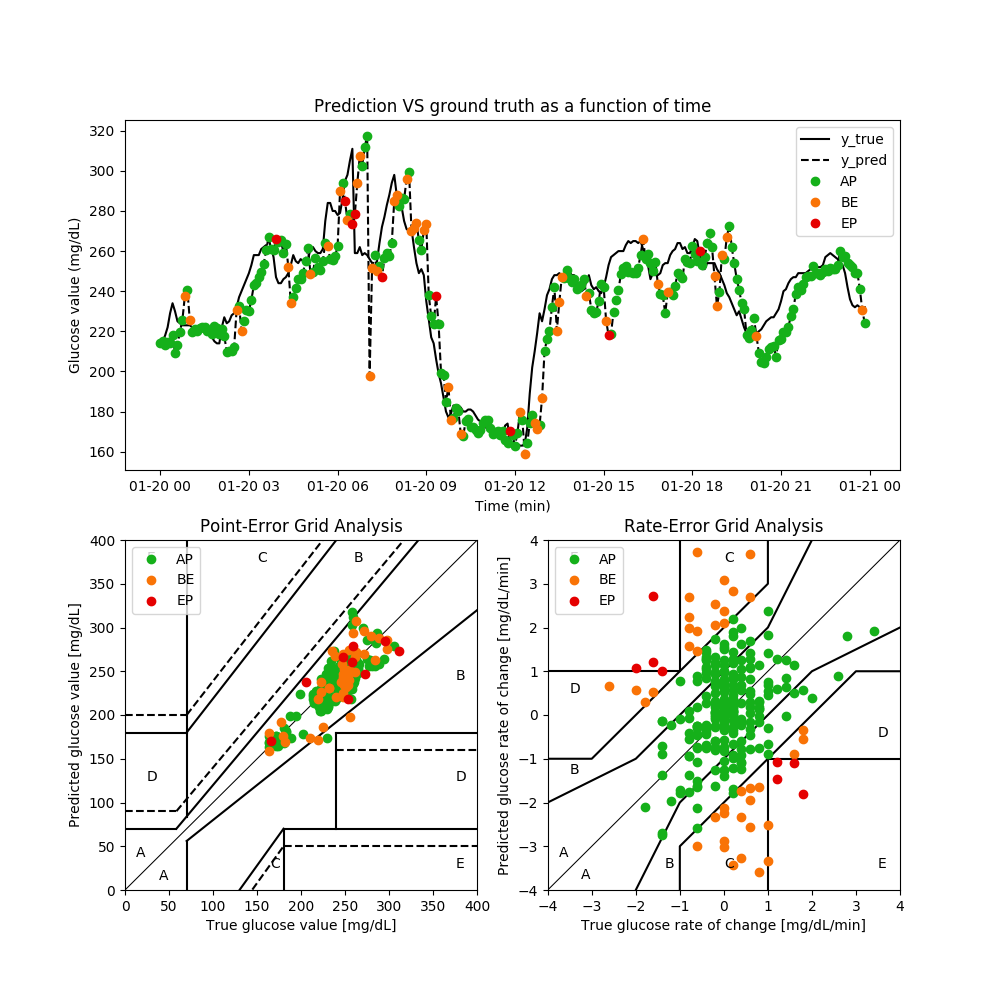 Prediction VS ground truth as a function of time
Glucose value (mg/dL)
320
300
280
260
240
220
200
180
160
y_true
y_pred
AP
BE
EP
01-20 00 01-20 03 01-20 06 01-20 09 01-20 12 01-20 15 01-20 18 01-20 21 01-21 00
Time (min)
Point-Error Grid Analysis
Predicted glucose value [mg/dL]
400
350
300
250
200
150
100
50
0
AP
BE
EP
C
B
B
D
D
A
A
C
E
0 50 100 150 200 250 300 350 400
True glucose value [mg/dL]
Rate-Error Grid Analysis
Predicted glucose rate of change [mg/dL/min]
4
3
2
1
0
−1
−2
−3
−4
AP
BE
EP
C
D
D
B
A
A
B
C
E
−4 −3 −2 −1 0 1 2 3 4
True glucose rate of change [mg/dL/min]